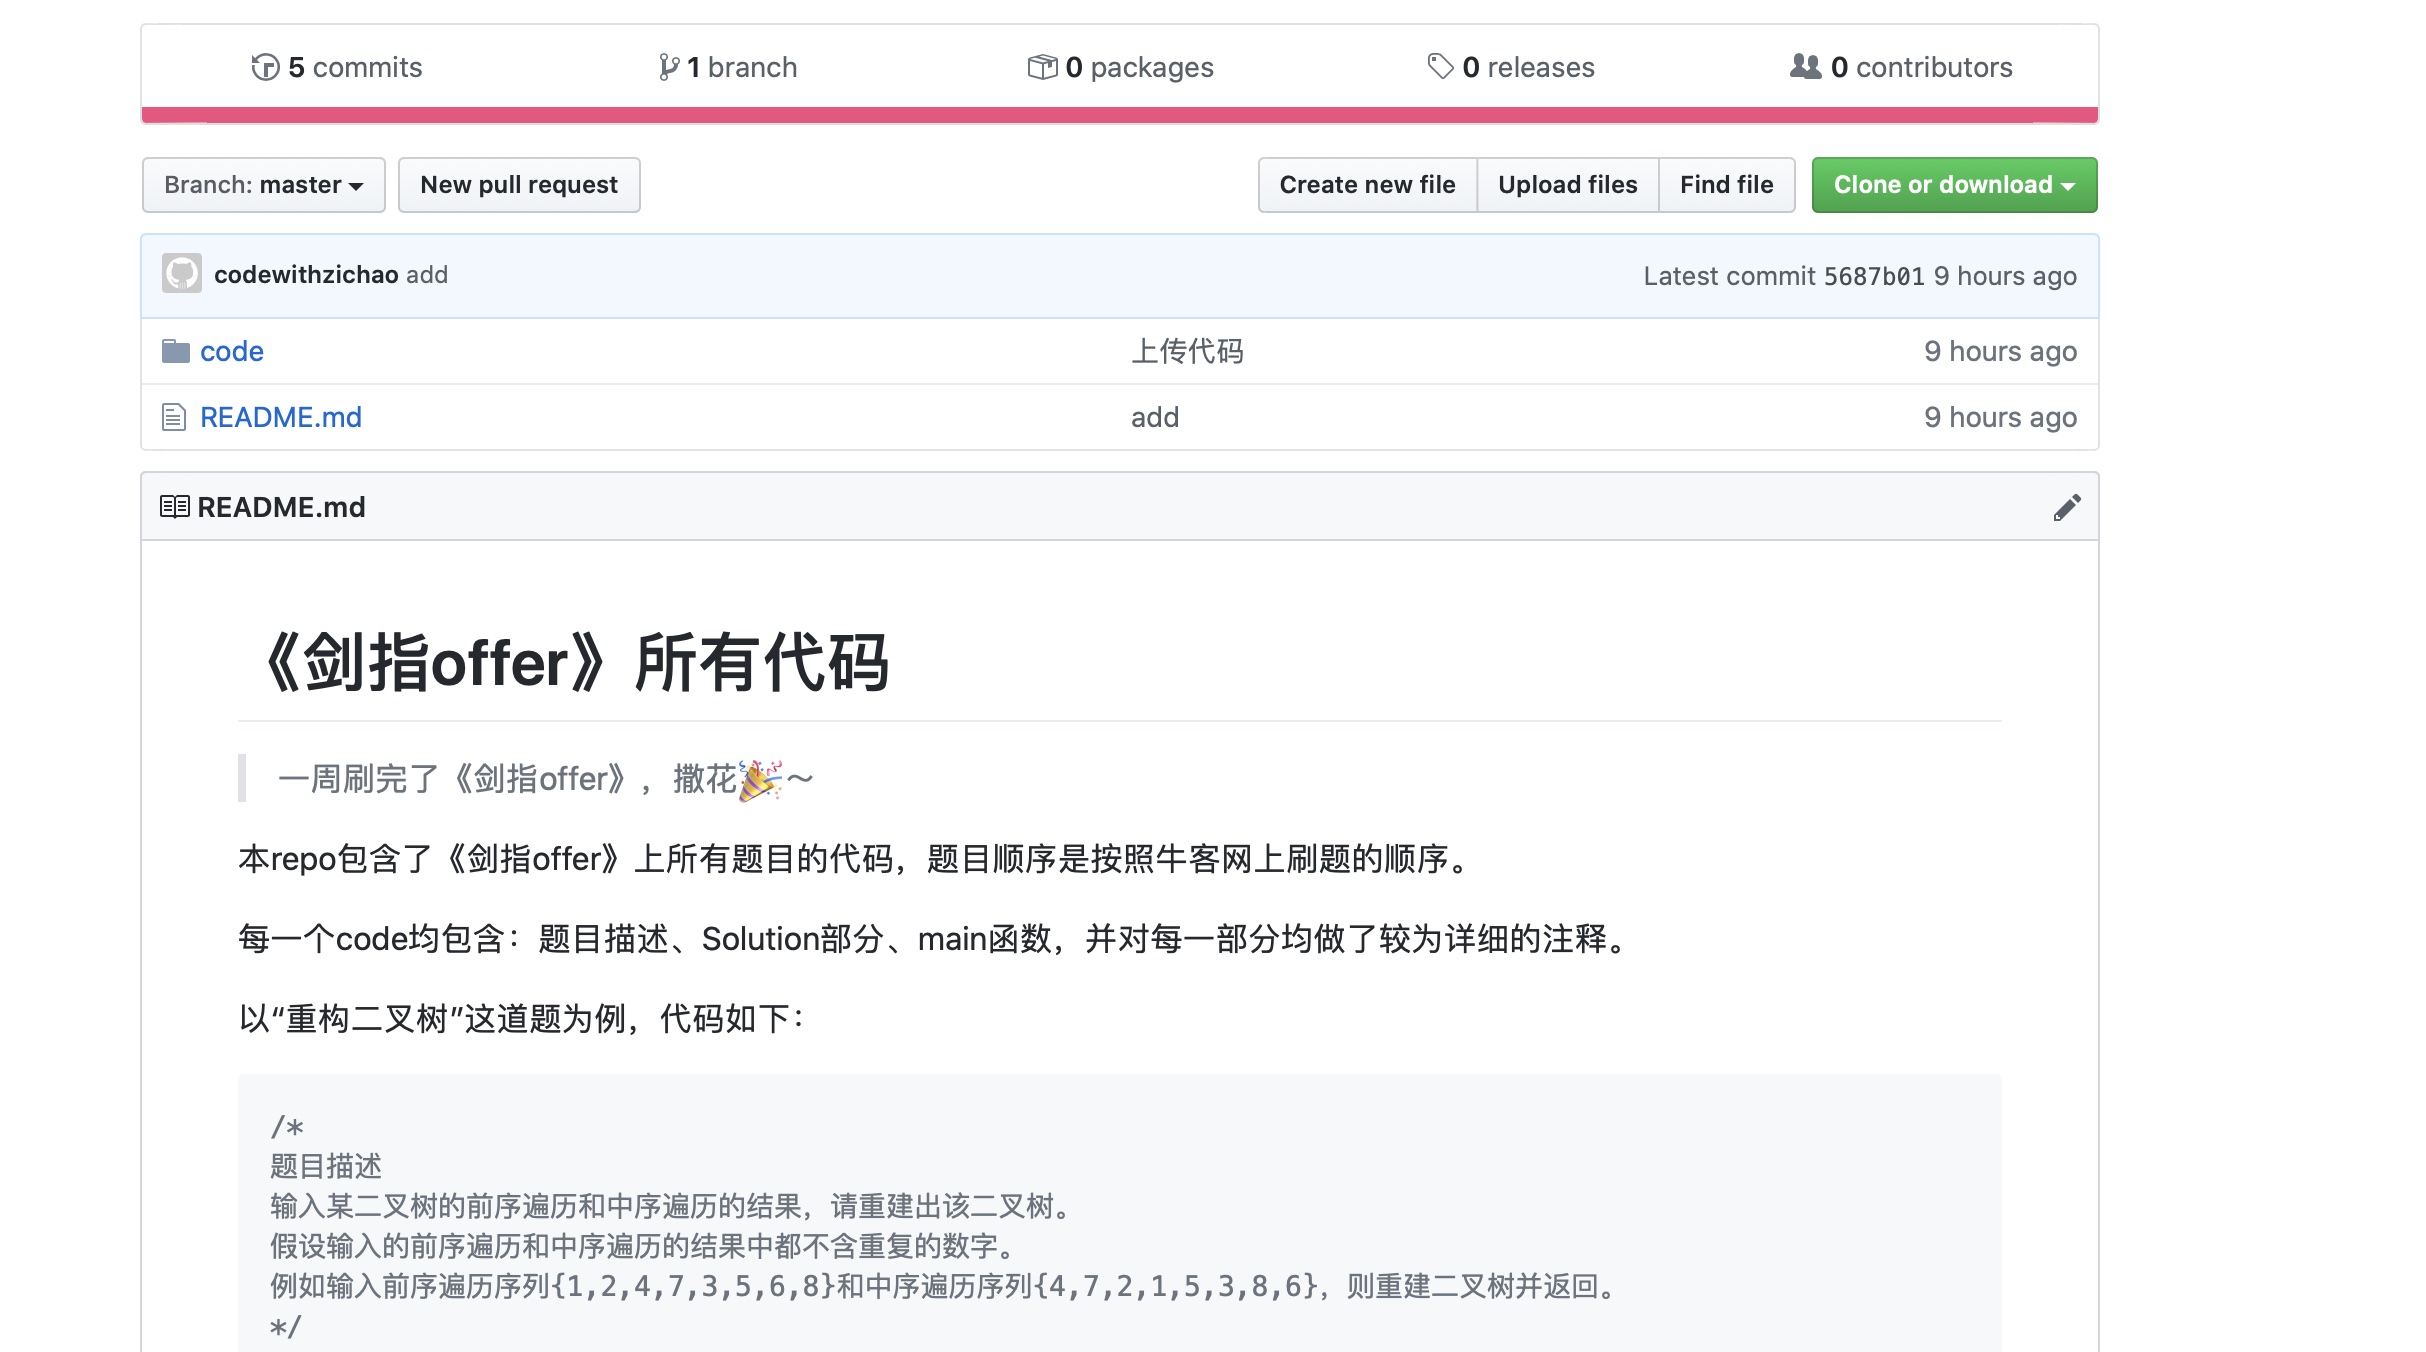 5 commits 1 branch 0 packages 0 releases 0 contributors
Branch: master New pull request Create new file Upload files Find file Clone or download
codewithzichao add Latest commit 5687b01 9 hours ago
code 上传代码 9 hours ago
README.md add 9 hours ago
README.md
《剑指offer》所有代码
一周刷完了《剑指offer》，撒花🎉～
本repo包含了《剑指offer》上所有题目的代码，题目顺序是按照牛客网上刷题的顺序。
每一个code均包含：题目描述、Solution部分、main函数，并对每一部分均做了较为详细的注释。
以“重构二叉树”这道题为例，代码如下：
/*
题目描述
输入某二叉树的前序遍历和中序遍历的结果，请重建出该二叉树。
假设输入的前序遍历和中序遍历的结果中都不含重复的数字。
例如输入前序遍历序列{1,2,4,7,3,5,6,8}和中序遍历序列{4,7,2,1,5,3,8,6}，则重建二叉树并返回。
*/